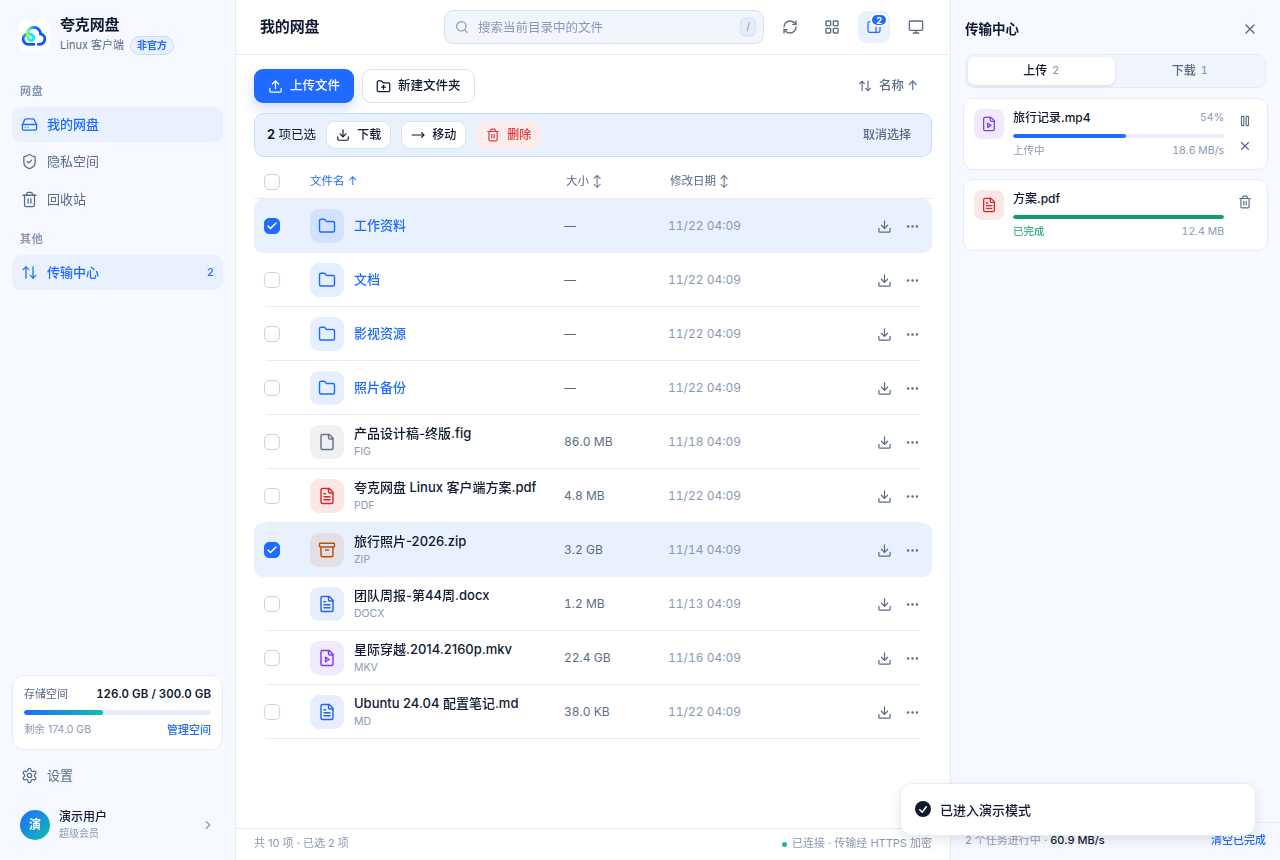 夸克网盘
Linux 客户端 非官方
网盘
我的网盘
隐私空间
回收站
其他
传输中心 2
存储空间 126.0 GB / 300.0 GB
剩余 174.0 GB 管理空间
设置
演 演示用户
超级会员
我的网盘
搜索当前目录中的文件 /
2
上传文件 新建文件夹 名称
2 项已选 下载 移动 删除 取消选择
文件名 大小 修改日期
工作资料 — 11/22 04:09
文档 — 11/22 04:09
影视资源 — 11/22 04:09
照片备份 — 11/22 04:09
产品设计稿-终版.fig
FIG 86.0 MB 11/18 04:09
夸克网盘 Linux 客户端方案.pdf
PDF 4.8 MB 11/22 04:09
旅行照片-2026.zip
ZIP 3.2 GB 11/14 04:09
团队周报-第44周.docx
DOCX 1.2 MB 11/13 04:09
星际穿越.2014.2160p.mkv
MKV 22.4 GB 11/16 04:09
Ubuntu 24.04 配置笔记.md
MD 38.0 KB 11/22 04:09
共 10 项 · 已选 2 项 已连接 · 传输经 HTTPS 加密
传输中心
上传 2 下载 1
旅行记录.mp4 54%
上传中 18.6 MB/s
方案.pdf
已完成 12.4 MB
已进入演示模式
2 个任务进行中 · 60.9 MB/s 清空已完成